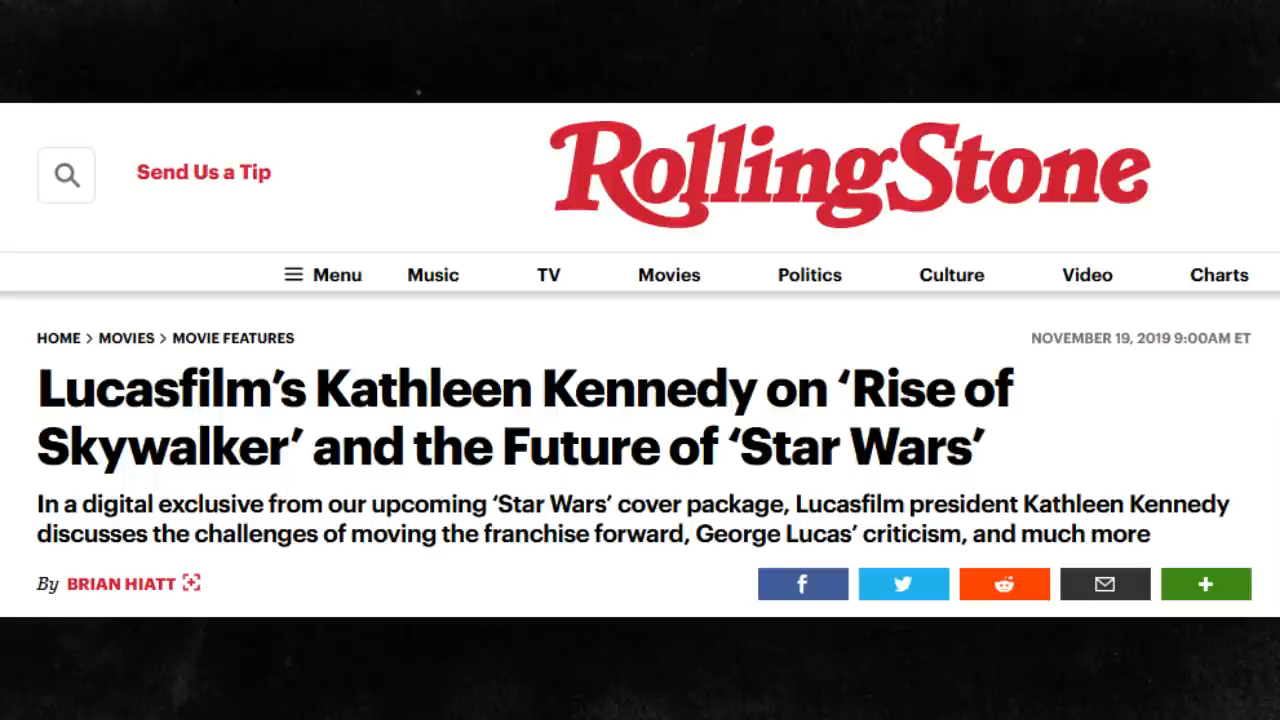 Send Us a Tip
RollingStone
Menu Music TV Movies Politics Culture Video Charts
HOME > MOVIES > MOVIE FEATURES
NOVEMBER 19, 2019 9:00AM ET
Lucasfilm’s Kathleen Kennedy on ‘Rise of
Skywalker’ and the Future of ‘Star Wars’
In a digital exclusive from our upcoming ‘Star Wars’ cover package, Lucasfilm president Kathleen Kennedy
discusses the challenges of moving the franchise forward, George Lucas’ criticism, and much more
By BRIAN HIATT